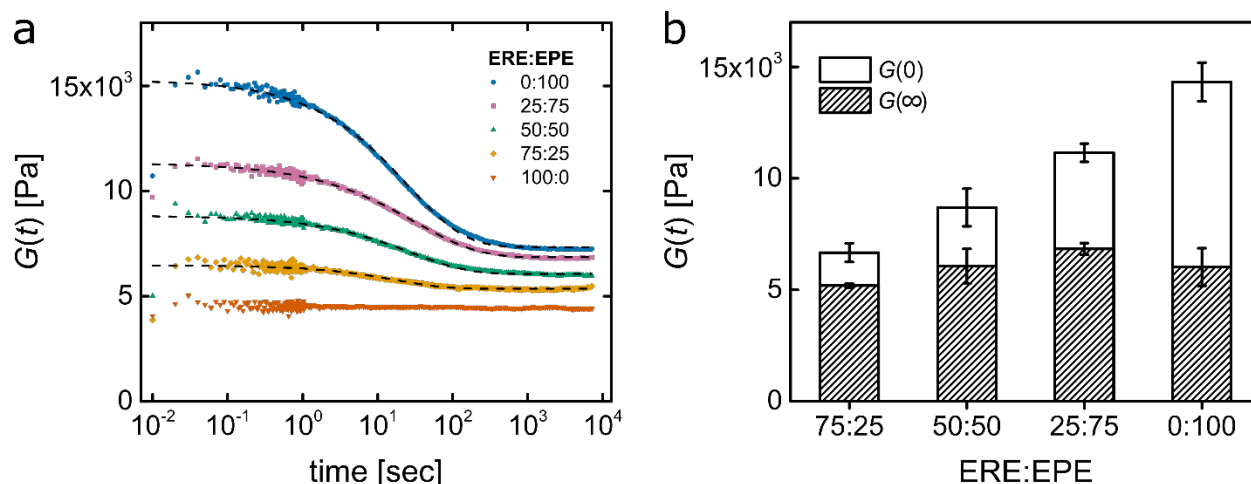 a
G(t) [Pa]
15x10³
10
5
0
ERE:EPE
0:100
25:75
50:50
75:25
100:0
10⁻² 10⁻¹ 10⁰ 10¹ 10² 10³ 10⁴
time [sec]
b
G(t) [Pa]
15x10³
10
5
0
G(0)
G(∞)
75:25 50:50 25:75 0:100
ERE:EPE